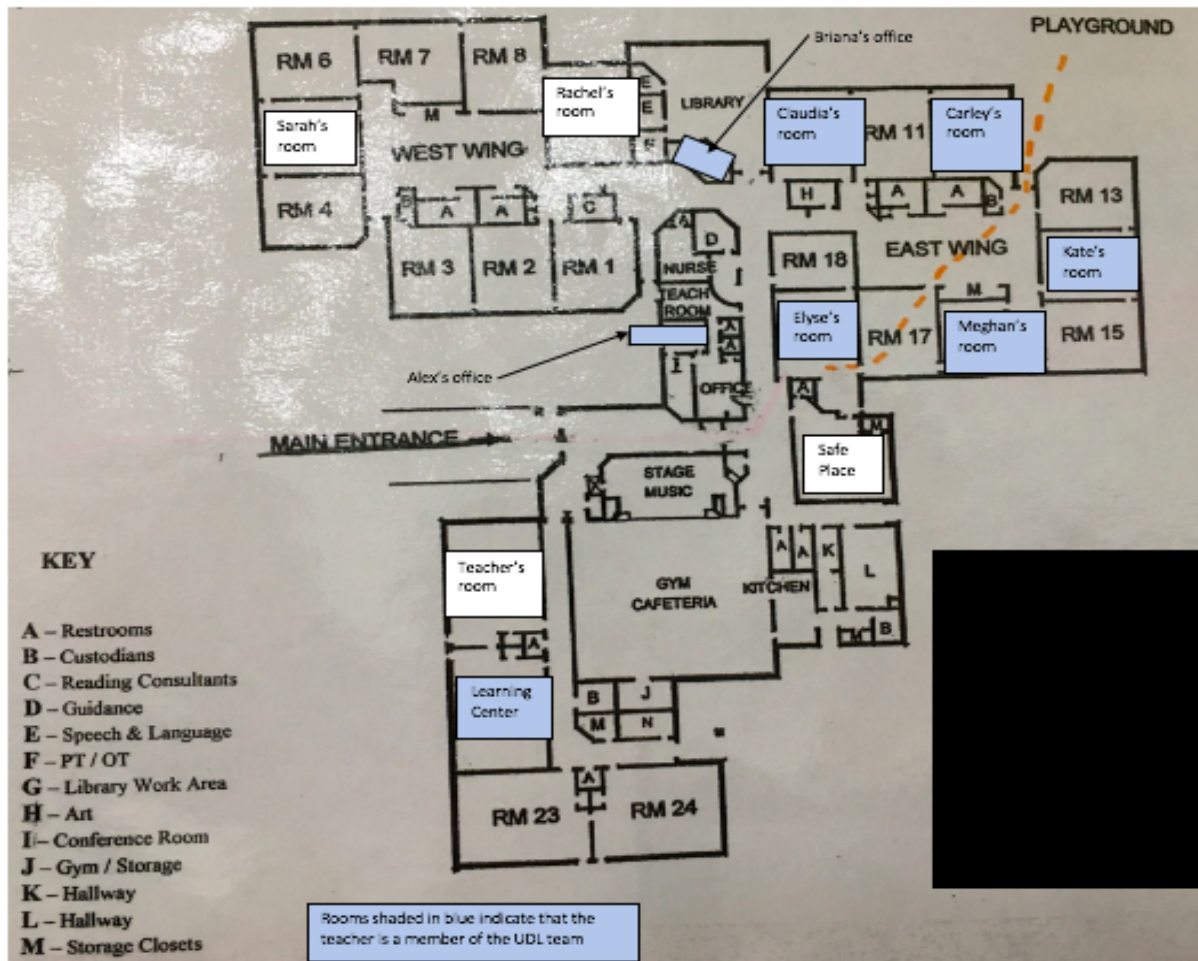 PLAYGROUND
Briana's office
RM 6
RM 7
RM 8
Rachel's
room
E
E
LIBRARY
Claudia's
room
RM 11
Carley's
room
Sarah's
room
M
WEST WING
RM 4
A
A
C
H
A
A
B
RM 13
RM 3
RM 2
RM 1
A
D
NURSE
RM 18
EAST WING
Kate's
room
TEACH
ROOM
Elyse's
room
RM 17
M
Meghan's
room
RM 15
A
A
Alex's office
I
OFFICE
A
M
MAIN ENTRANCE
Safe
Place
STAGE
MUSIC
Teacher's
room
GYM
CAFETERIA
A
A
K
KITCHEN
L
A
M
B
Learning
Center
B
J
M
N
A
RM 23
RM 24
KEY
A – Restrooms
B – Custodians
C – Reading Consultants
D – Guidance
E – Speech & Language
F – PT / OT
G – Library Work Area
H – Art
I – Conference Room
J – Gym / Storage
K – Hallway
L – Hallway
M – Storage Closets
Rooms shaded in blue indicate that the
teacher is a member of the UDL team